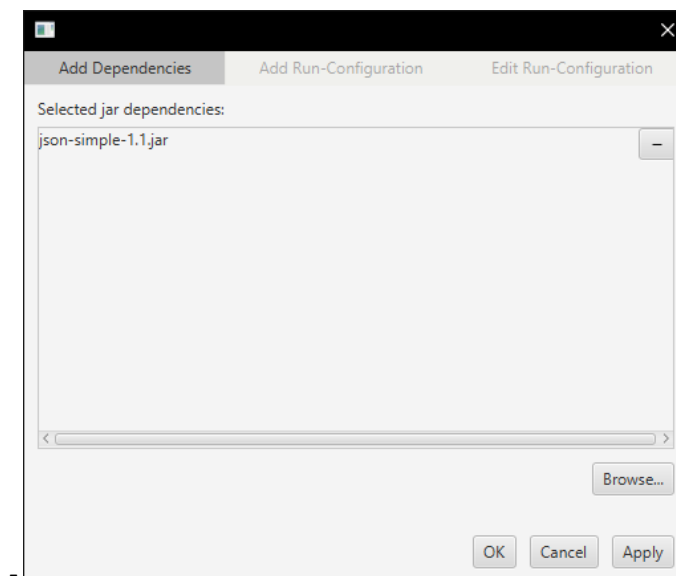 Add Dependencies Add Run-Configuration Edit Run-Configuration
Selected jar dependencies:
json-simple-1.1.jar
Browse...
OK Cancel Apply